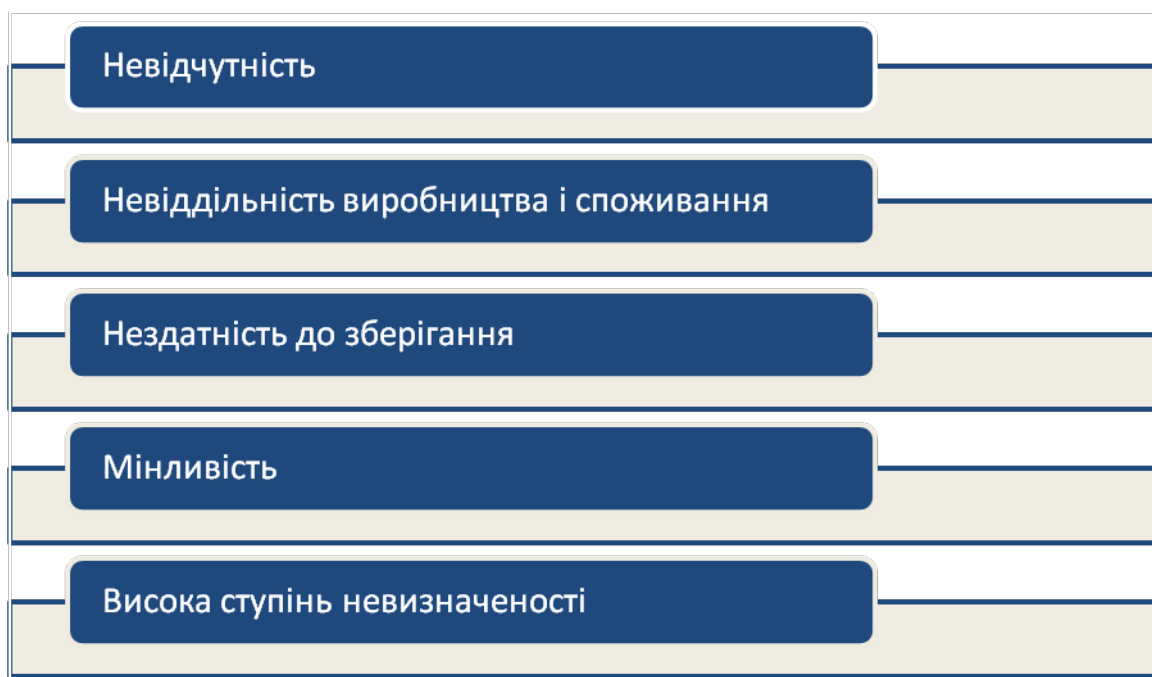 Невідчутність
Невіддільність виробництва і споживання
Нездатність до зберігання
Мінливість
Висока ступінь невизначеності